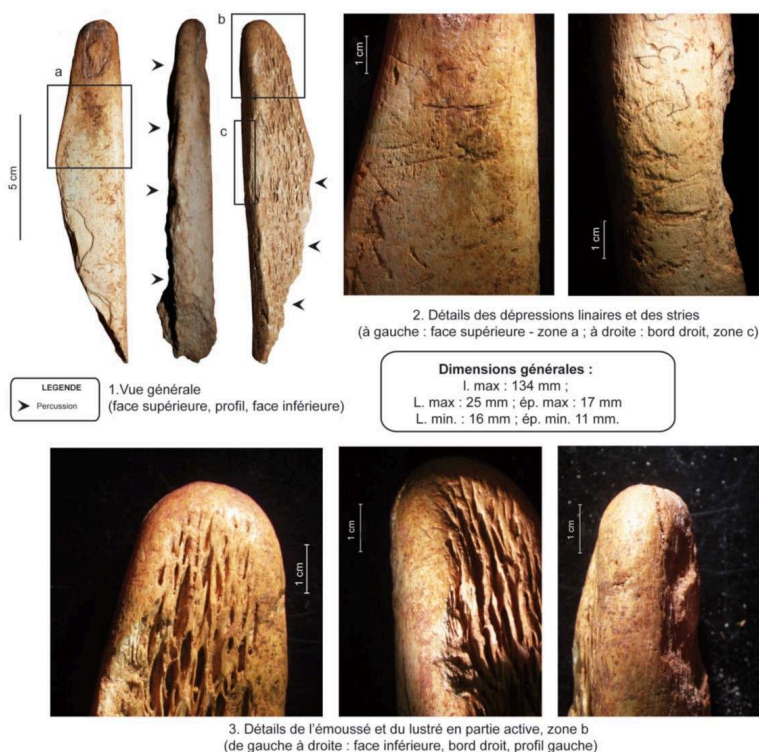 a
b
c
5 cm
1 cm
1 cm
2. Détails des dépressions linaires et des stries
(à gauche : face supérieure - zone a ; à droite : bord droit, zone c)
LEGENDE
Percussion
1.Vue générale
(face supérieure, profil, face inférieure)
Dimensions générales :
l. max : 134 mm ;
L. max : 25 mm ; ép. max : 17 mm
L. min. : 16 mm ; ép. min. 11 mm.
1 cm
1 cm
1 cm
3. Détails de l'émoussé et du lustré en partie active, zone b
(de gauche à droite : face inférieure, bord droit, profil gauche)